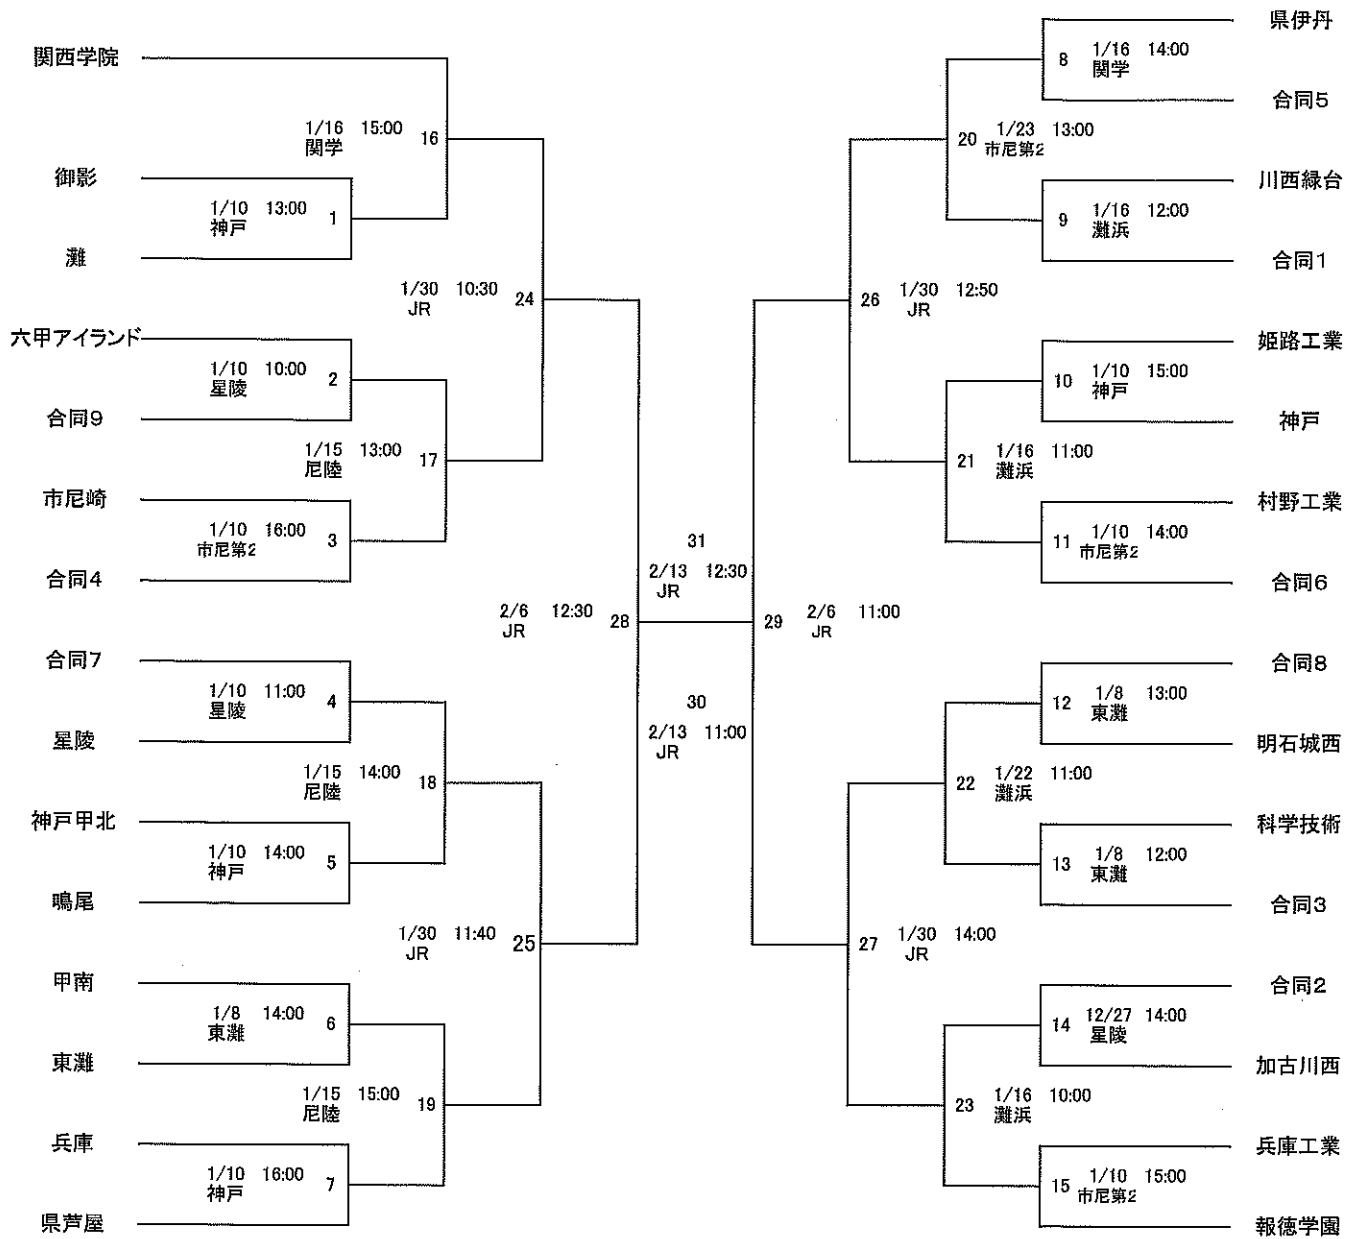 関西学院
1/16 15:00 16
関学
御影
1/10 13:00 1
神戸
灘
1/30 10:30 24
JR
六甲アイランド
1/10 10:00 2
星陵
合同9
1/15 13:00 17
尼陸
市尼崎
1/10 16:00 3
市尼第2
合同4
2/6 12:30 28
JR
合同7
1/10 11:00 4
星陵
星陵
1/15 14:00 18
尼陸
神戸甲北
1/10 14:00 5
神戸
鳴尾
1/30 11:40 25
JR
甲南
1/8 14:00 6
東灘
東灘
1/15 15:00 19
尼陸
兵庫
1/10 16:00 7
神戸
県芦屋
31
2/13 12:30
JR
30
2/13 11:00
JR
県伊丹
8 1/16 14:00
関学
合同5
20 1/23 13:00
市尼第2
川西緑台
9 1/16 12:00
灘浜
合同1
26 1/30 12:50
JR
姫路工業
10 1/10 15:00
神戸
神戸
21 1/16 11:00
灘浜
村野工業
11 1/10 14:00
市尼第2
合同6
29 2/6 11:00
JR
合同8
12 1/8 13:00
東灘
明石城西
22 1/22 11:00
灘浜
科学技術
13 1/8 12:00
東灘
合同3
27 1/30 14:00
JR
合同2
14 12/27 14:00
星陵
加古川西
23 1/16 10:00
灘浜
兵庫工業
15 1/10 15:00
市尼第2
報徳学園